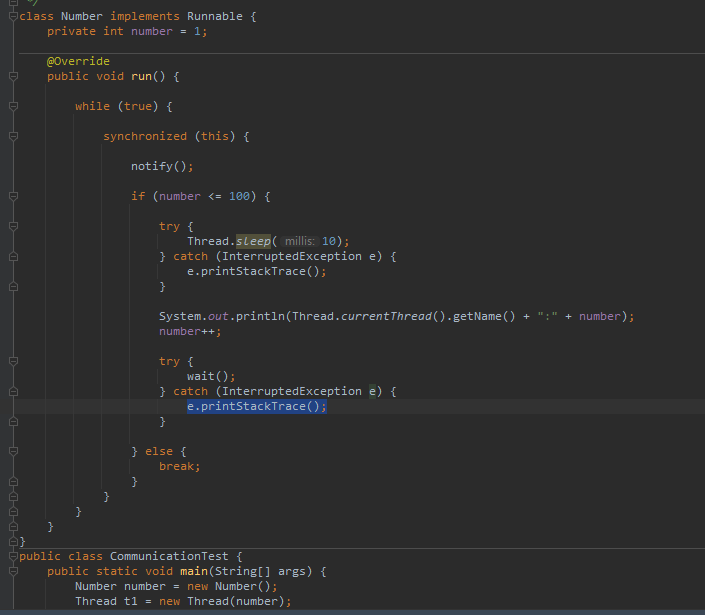 */
class Number implements Runnable {
    private int number = 1;
    @Override
    public void run() {
        while (true) {
            synchronized (this) {
                notify();
                if (number <= 100) {
                    try {
                        Thread.sleep( millis: 10);
                    } catch (InterruptedException e) {
                        e.printStackTrace();
                    }
                    System.out.println(Thread.currentThread().getName() + ":" + number);
                    number++;
                    try {
                        wait();
                    } catch (InterruptedException e) {
                        e.printStackTrace();
                    }
                } else {
                    break;
                }
            }
        }
    }
}
public class CommunicationTest {
    public static void main(String[] args) {
        Number number = new Number();
        Thread t1 = new Thread(number);